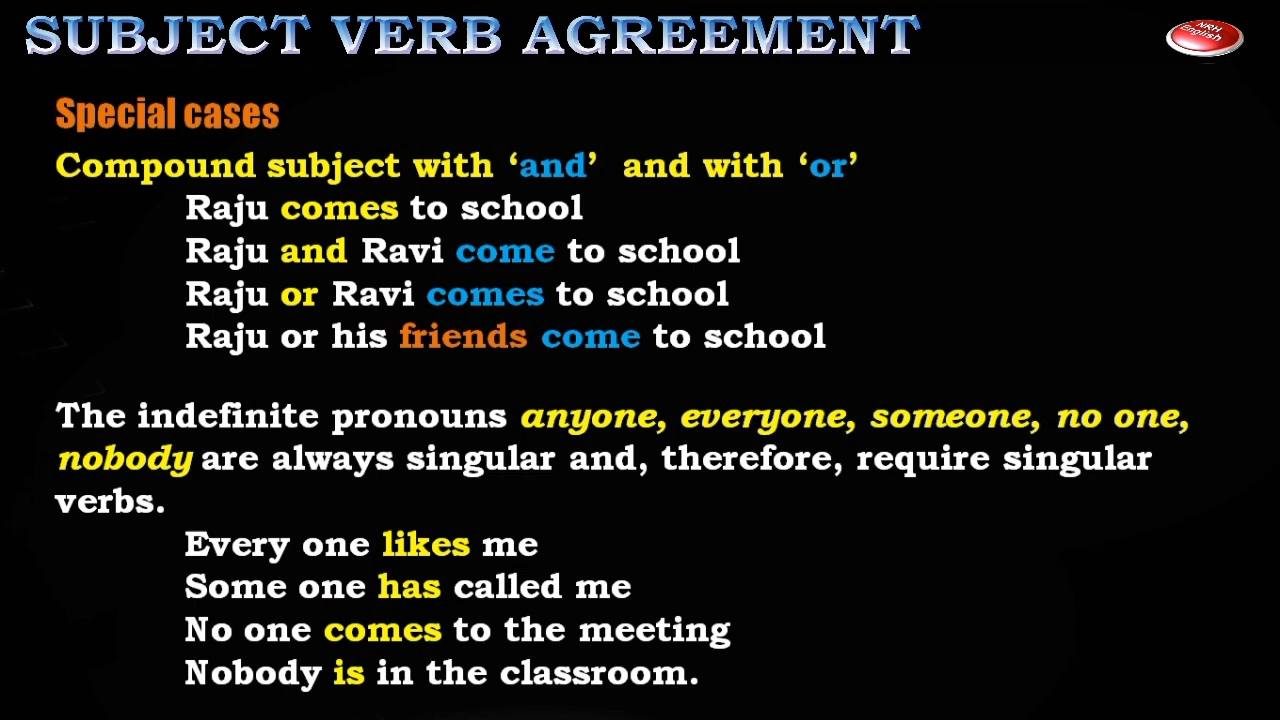 SUBJECT VERB AGREEMENT
NRH
English
Special cases
Compound subject with ‘and’ and with ‘or’
Raju comes to school
Raju and Ravi come to school
Raju or Ravi comes to school
Raju or his friends come to school
The indefinite pronouns anyone, everyone, someone, no one,
nobody are always singular and, therefore, require singular
verbs.
Every one likes me
Some one has called me
No one comes to the meeting
Nobody is in the classroom.